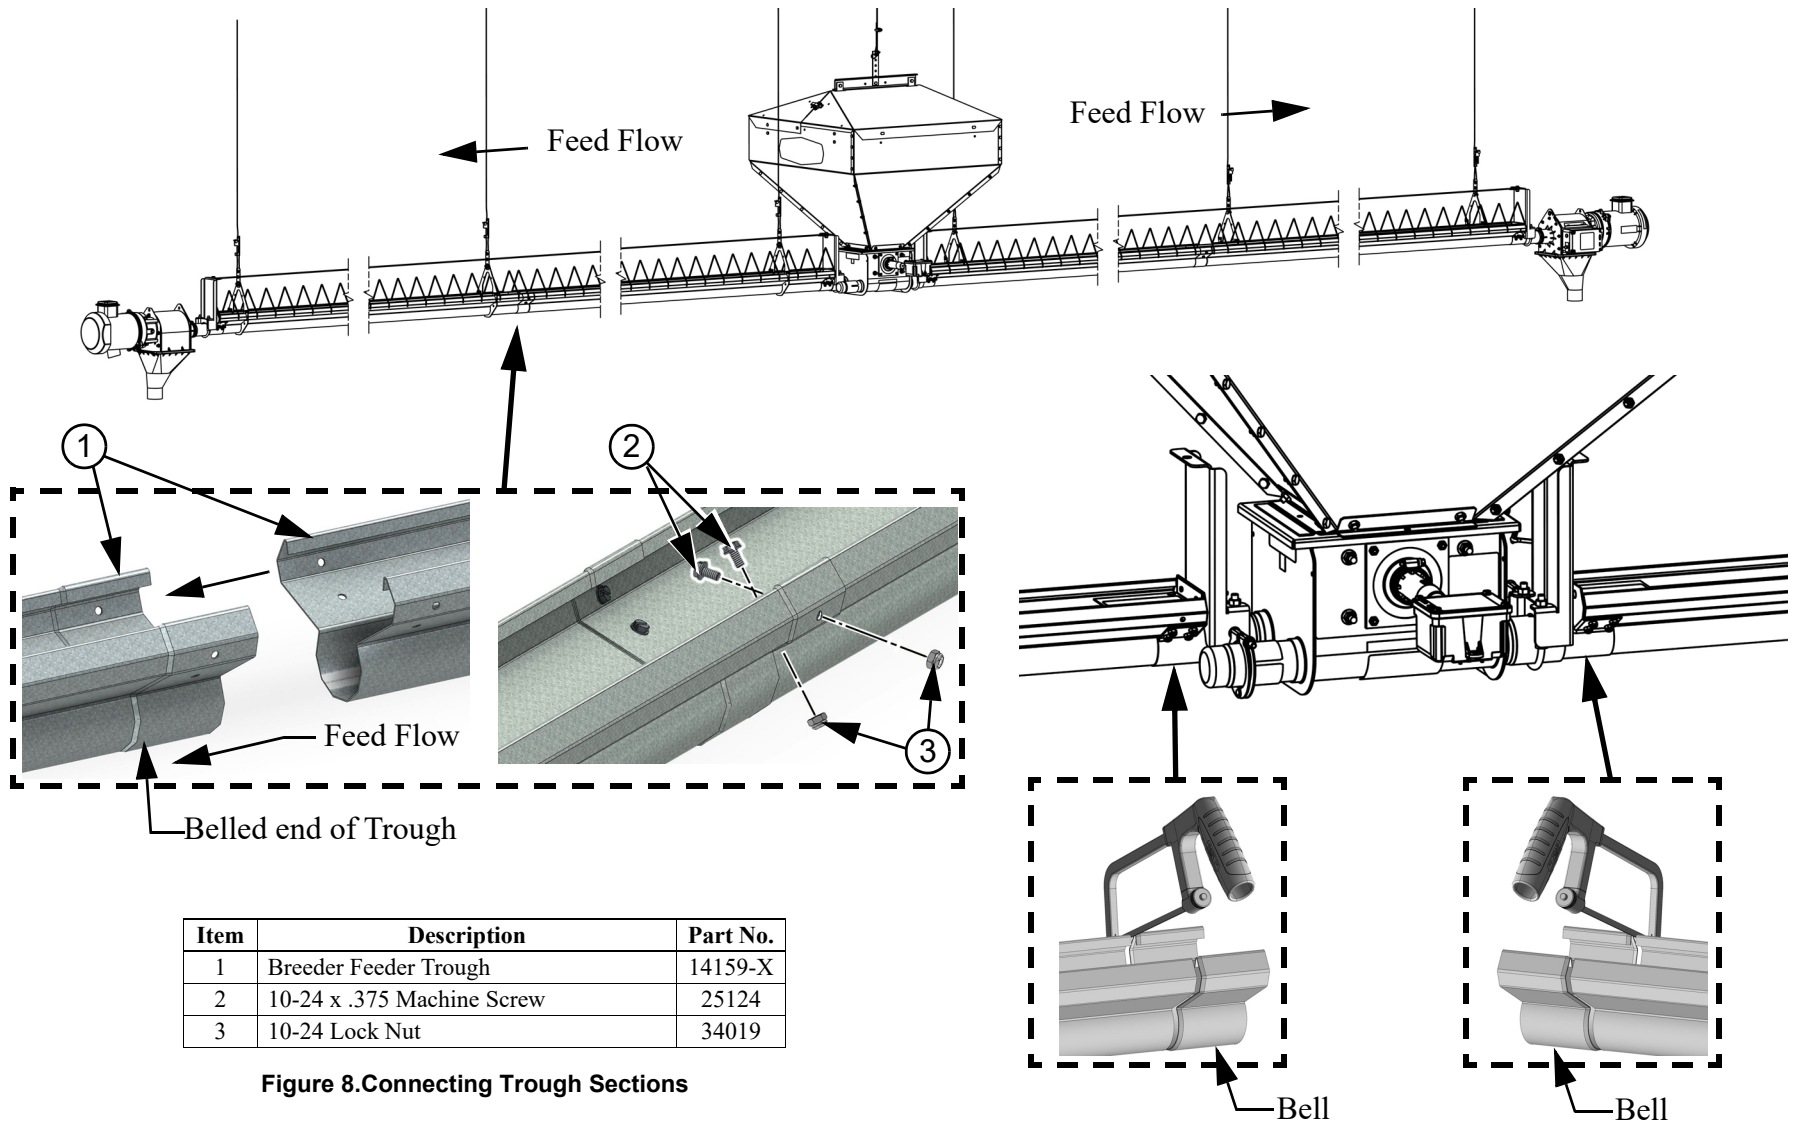 Feed Flow
Feed Flow
1
2
3
Feed Flow
Belled end of Trough
Item Description Part No.
1 Breeder Feeder Trough 14159-X
2 10-24 x .375 Machine Screw 25124
3 10-24 Lock Nut 34019
Figure 8.Connecting Trough Sections
Bell
Bell